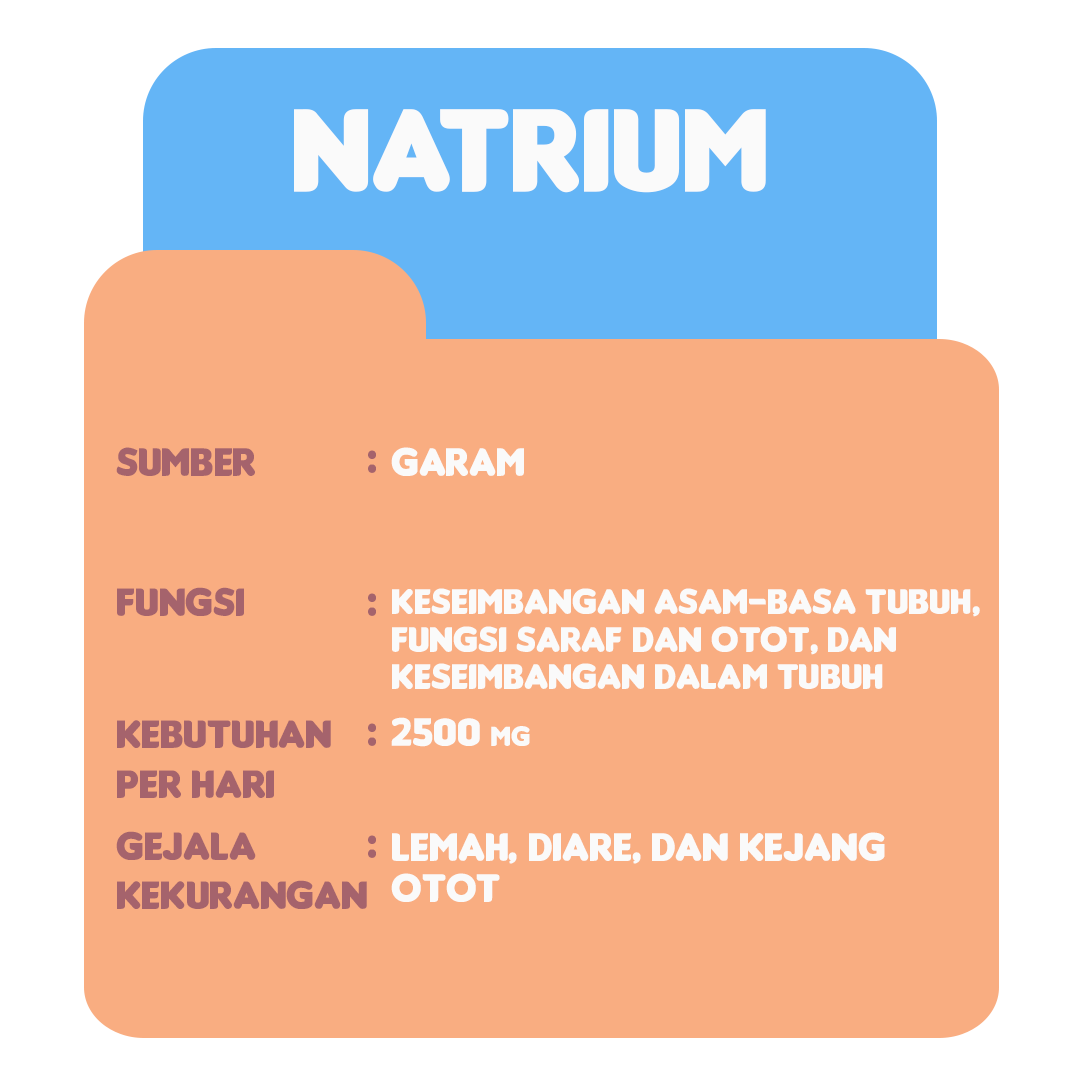 NATRIUM
SUMBER : GARAM
FUNGSI : KESEIMBANGAN ASAM-BASA TUBUH,
FUNGSI SARAF DAN OTOT, DAN
KESEIMBANGAN DALAM TUBUH
KEBUTUHAN : 2500 MG
PER HARI
GEJALA : LEMAH, DIARE, DAN KEJANG
KEKURANGAN OTOT